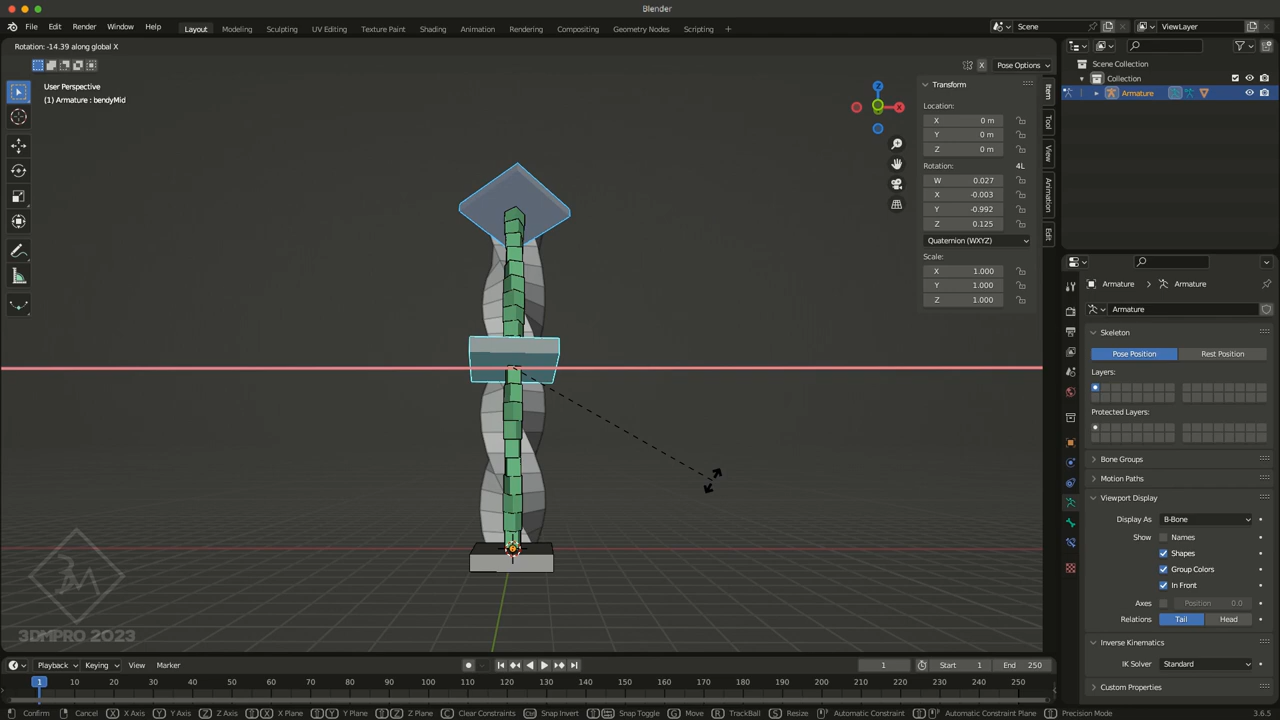 Blender
File Edit Render Window Help
Layout Modeling Sculpting UV Editing Texture Paint Shading Animation Rendering Compositing Geometry Nodes Scripting +
Scene
ViewLayer
Rotation: -14.39 along global X
X Pose Options
User Perspective
(1) Armature : bendyMid
Z
X
Transform
Location:
X 0 m
Y 0 m
Z 0 m
Rotation: 4L
W 0.027
X -0.003
Y -0.992
Z 0.125
Quaternion (WXYZ)
Scale:
X 1.000
Y 1.000
Z 1.000
Item
Tool
View
Animation
Edit
Scene Collection
Collection
Armature
Armature Armature
Armature
Skeleton
Pose Position Rest Position
Layers:
Protected Layers:
Bone Groups
Motion Paths
Viewport Display
Display As B-Bone
Show Names
Shapes
Group Colors
In Front
Axes Position 0.0
Relations Tail Head
Inverse Kinematics
IK Solver Standard
Custom Properties
3DMPRO 2023
Playback Keying View Marker
1 Start 1 End 250
1 10 20 30 40 50 60 70 80 90 100 110 120 130 140 150 160 170 180 190 200 210 220 230 240 250
Confirm Cancel X X Axis Y Y Axis Z Z Axis X X Plane Y Y Plane Z Z Plane C Clear Constraints Snap Invert Snap Toggle G Move R TrackBall S Resize Automatic Constraint Automatic Constraint Plane Precision Mode
3.6.5